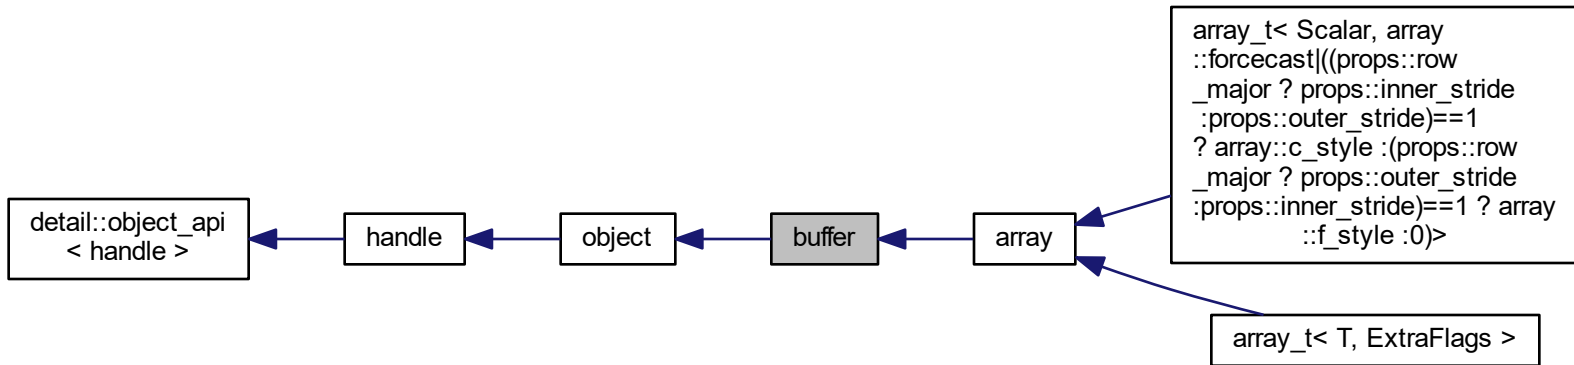 detail::object_api
< handle >
handle
object
buffer
array
array_t< Scalar, array
::forcecast|((props::row
_major ? props::inner_stride
:props::outer_stride)==1
? array::c_style :(props::row
_major ? props::outer_stride
:props::inner_stride)==1 ? array
::f_style :0)>
array_t< T, ExtraFlags >